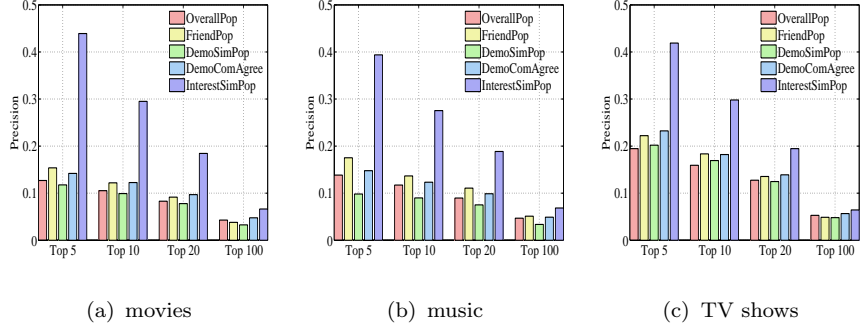 0.5
0.4
0.3
0.2
0.1
0
Precision
OverallPop
FriendPop
DemoSimPop
DemoComAgree
InterestSimPop
Top 5 Top 10 Top 20 Top 100
(a) movies
0.5
0.4
0.3
0.2
0.1
0
Precision
OverallPop
FriendPop
DemoSimPop
DemoComAgree
InterestSimPop
Top 5 Top 10 Top 20 Top 100
(b) music
0.5
0.4
0.3
0.2
0.1
0
Precision
OverallPop
FriendPop
DemoSimPop
DemoComAgree
InterestSimPop
Top 5 Top 10 Top 20 Top 100
(c) TV shows